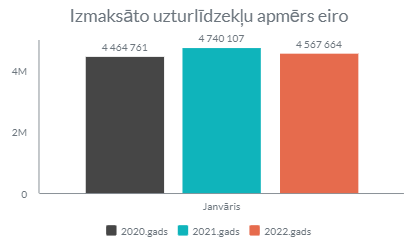 Izmaksāto uzturlīdzekļu apmērs eiro
4 464 761
4 740 107
4 567 664
4M
2M
0
Janvāris
2020.gads 2021.gads 2022.gads